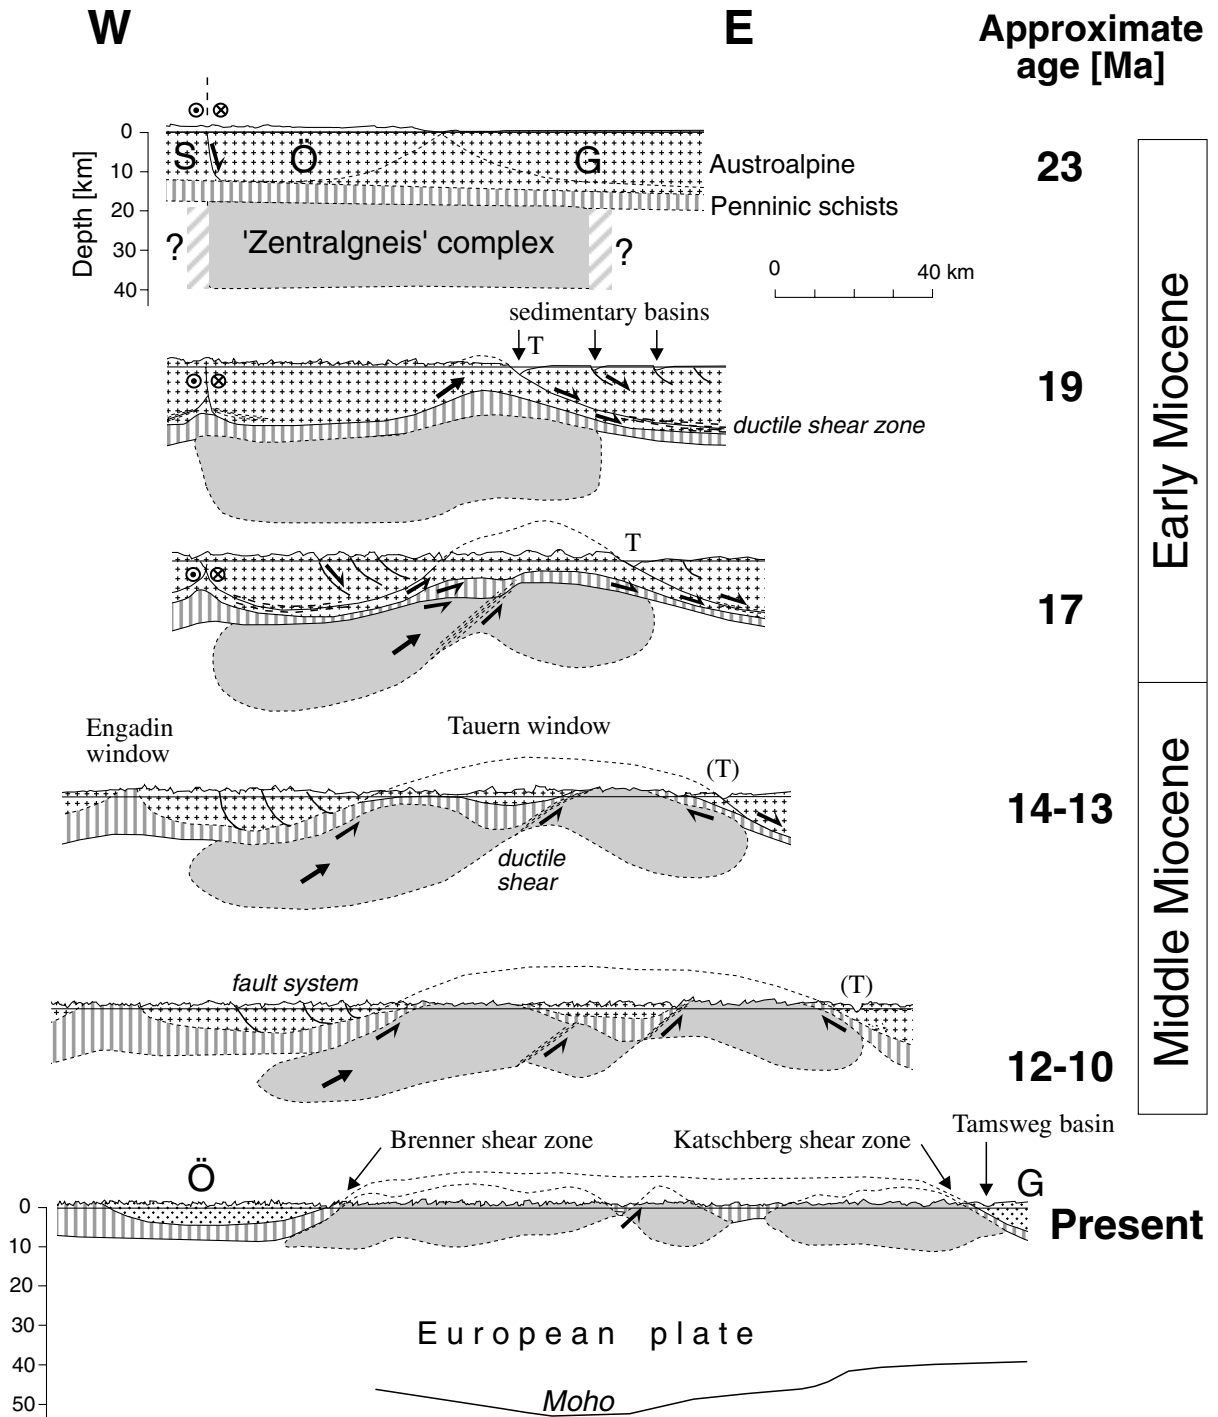 W
E
Approximate
age [Ma]
0
10
20
30
40
Depth [km]
S
Ö
G
Austroalpine
Penninic schists
?
'Zentralgneis' complex
?
0
40 km
23
sedimentary basins
T
ductile shear zone
19
Early Miocene
T
17
Engadin
window
Tauern window
(T)
ductile
shear
14-13
Middle Miocene
fault system
(T)
12-10
Brenner shear zone
Katschberg shear zone
Tamsweg basin
Ö
G
Present
0
10
20
30
40
50
European plate
Moho